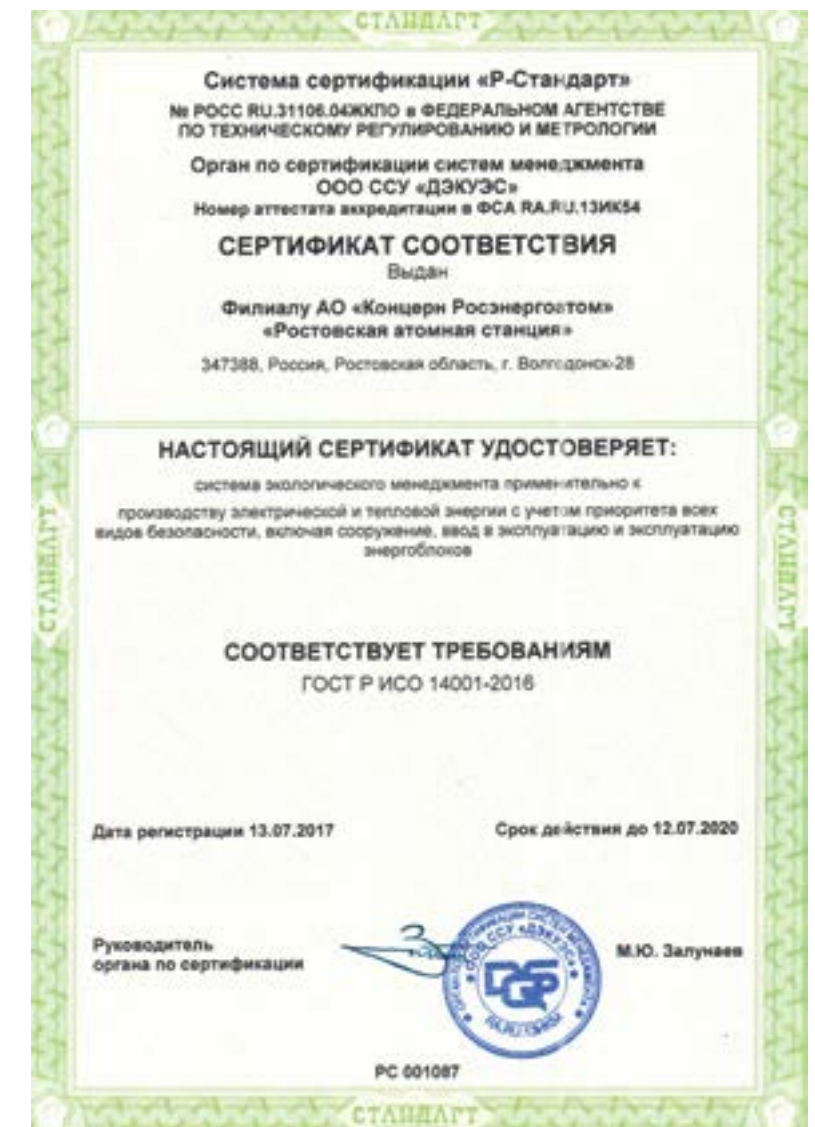 СТАНДАРТ
Система сертификации «Р-Стандарт»
№ РОСС RU.31106.04ЖКПО в ФЕДЕРАЛЬНОМ АГЕНТСТВЕ
ПО ТЕХНИЧЕСКОМУ РЕГУЛИРОВАНИЮ И МЕТРОЛОГИИ
Орган по сертификации систем менеджмента
ООО ССУ «ДЭКУЭС»
Номер аттестата аккредитации в ФСА RA.RU.13ИК54
СЕРТИФИКАТ СООТВЕТСТВИЯ
Выдан
Филиалу АО «Концерн Росэнергоатом»
«Ростовская атомная станция»
347388, Россия, Ростовская область, г. Волгодонск-28
НАСТОЯЩИЙ СЕРТИФИКАТ УДОСТОВЕРЯЕТ:
система экологического менеджмента применительно к
производству электрической и тепловой энергии с учетом приоритета всех
видов безопасности, включая сооружение, ввод в эксплуатацию и эксплуатацию
энергоблоков
СТАНДАРТ
СТАНДАРТ
СООТВЕТСТВУЕТ ТРЕБОВАНИЯМ
ГОСТ Р ИСО 14001-2016
Дата регистрации 13.07.2017
Срок действия до 12.07.2020
Руководитель
органа по сертификации
ООО ССУ «ДЭКУЭС»
М.Ю. Залунаев
РС 001087
СТАНДАРТ